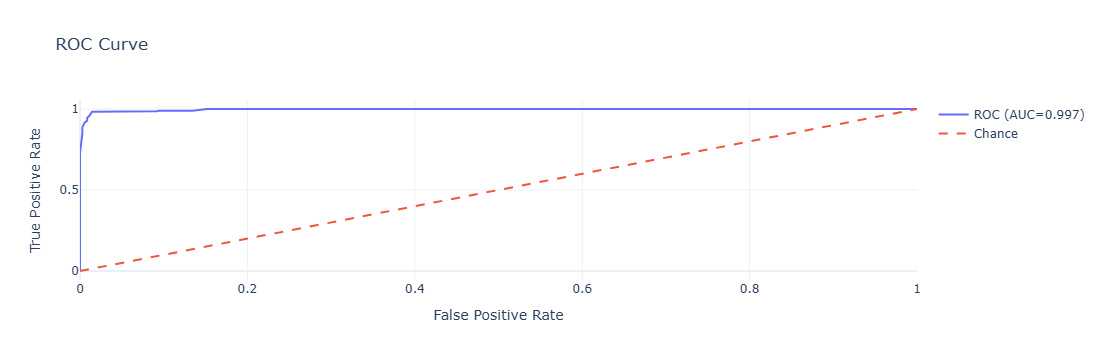 ROC Curve
1
0.5
0
True Positive Rate
0
0.2
0.4
0.6
0.8
1
False Positive Rate
ROC (AUC=0.997)
Chance